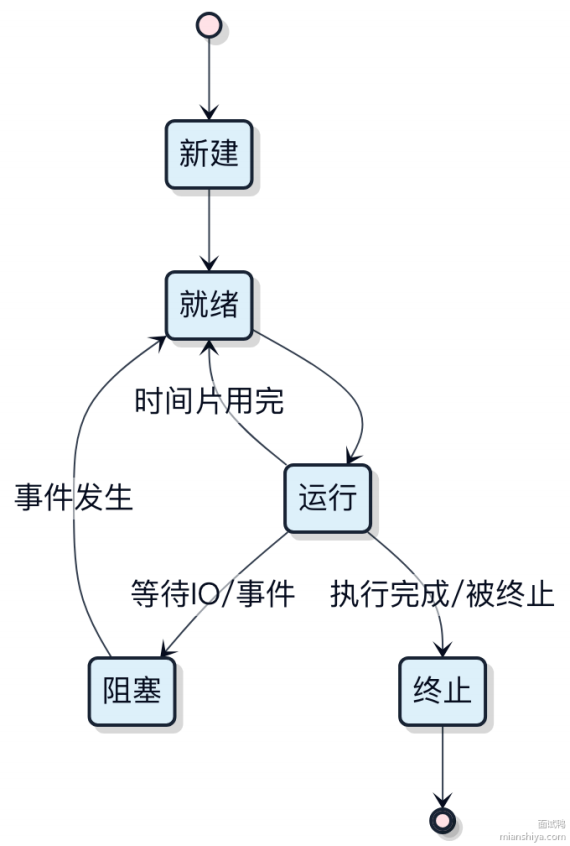 新建
就绪
时间片用完
运行
事件发生
等待IO/事件
执行完成/被终止
阻塞
终止
面试鸭
mianshiya.com